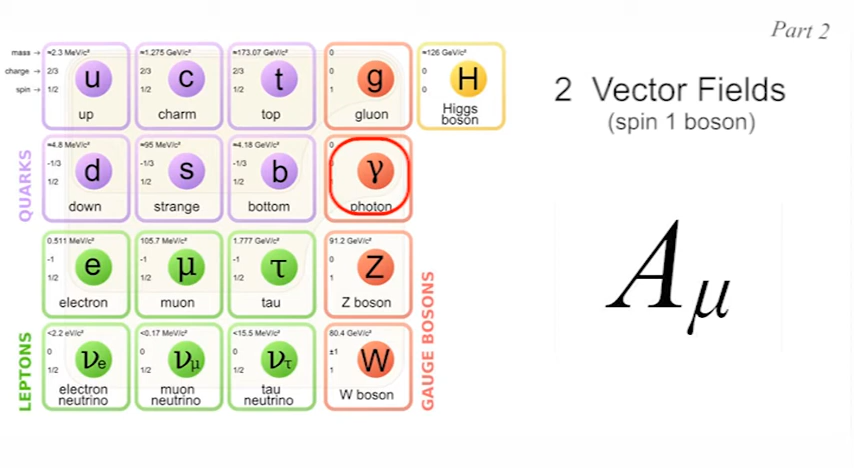 Part 2
2 Vector Fields
(spin 1 boson)
Aμ
mass → ≈2.3 MeV/c² ≈1.275 GeV/c² ≈173.07 GeV/c² 0 ≈126 GeV/c²
charge → 2/3 2/3 2/3 0 0
spin → 1/2 1/2 1/2 1 0
u c t g H
up charm top gluon Higgs boson
QUARKS
≈4.8 MeV/c² ≈95 MeV/c² ≈4.18 GeV/c² 0
-1/3 -1/3 -1/3
1/2 1/2 1/2
d s b γ
down strange bottom photon
0.511 MeV/c² 105.7 MeV/c² 1.777 GeV/c² 91.2 GeV/c²
-1 -1 -1 0
1/2 1/2 1/2 1
e μ τ Z
electron muon tau Z boson
LEPTONS
<2.2 eV/c² <0.17 MeV/c² <15.5 MeV/c² 80.4 GeV/c²
0 0 0 ±1
1/2 1/2 1/2 1
νe νμ ντ W
electron neutrino muon neutrino tau neutrino W boson
GAUGE BOSONS